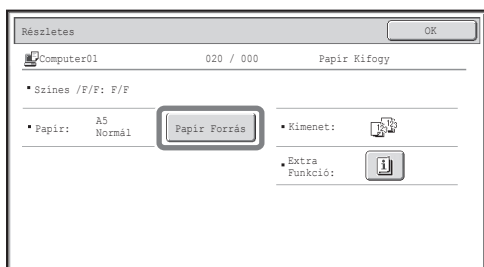 Részletes OK
Computer01 020 / 000 Papír Kifogy
Színes /F/F: F/F
Papír: A5 Normál Papír Forrás Kimenet:
Extra Funkció: